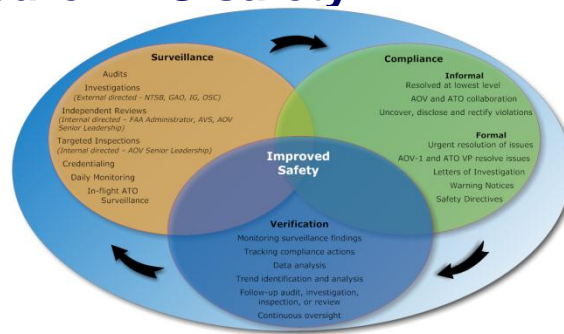 Surveillance
Audits
Investigations
(External directed - NTSB, GAO, IG, OSC)
Independent Reviews
(Internal directed – FAA Administrator, AVS, AOV
Senior Leadership)
Targeted Inspections
(Internal directed – AOV Senior Leadership)
Credentialing
Daily Monitoring
In-flight ATO
Surveillance
Compliance
Informal
Resolved at lowest level
AOV and ATO collaboration
Uncover, disclose and rectify violations
Formal
Urgent resolution of issues
AOV-1 and ATO VP resolve issues
Letters of Investigation
Warning Notices
Safety Directives
Improved
Safety
Verification
Monitoring surveillance findings
Tracking compliance actions
Data analysis
Trend identification and analysis
Follow-up audit, investigation,
inspection, or review
Continuous oversight